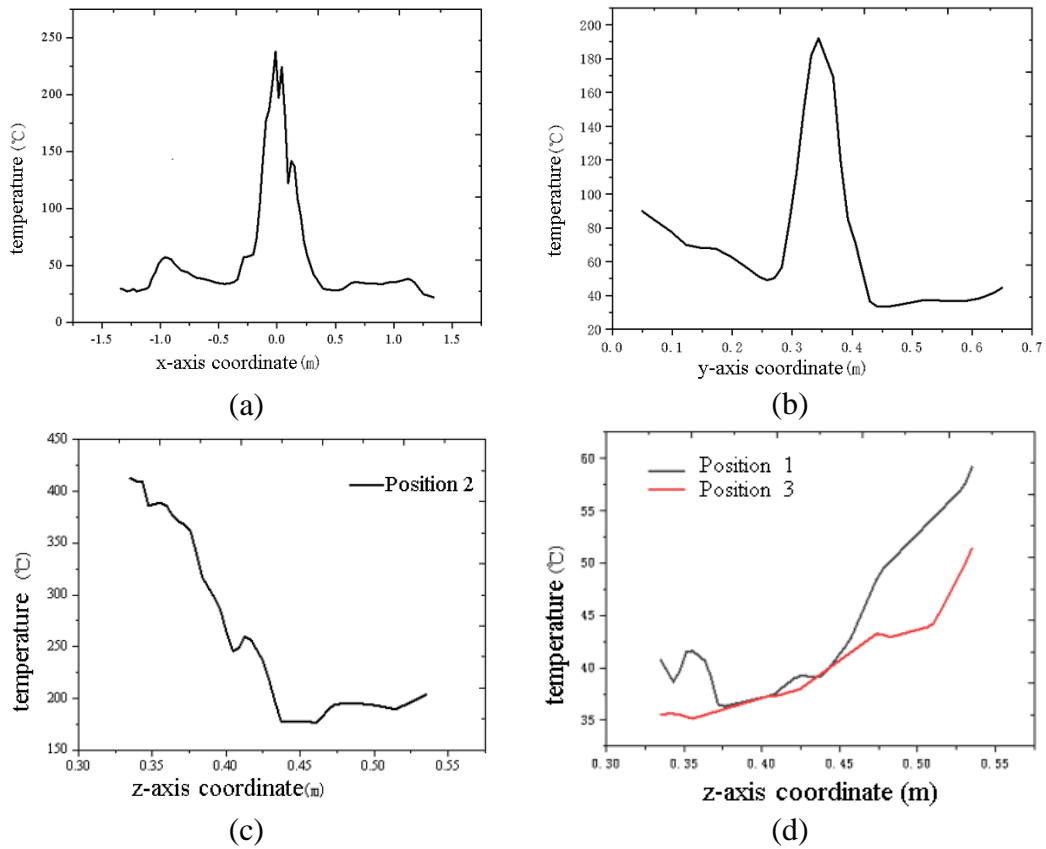 250
200
150
100
50
0
temperature (℃)
-1.5 -1.0 -0.5 0.0 0.5 1.0 1.5
x-axis coordinate (m)
(a)
200
180
160
140
120
100
80
60
40
20
temperature (℃)
0.0 0.1 0.2 0.3 0.4 0.5 0.6 0.7
y-axis coordinate (m)
(b)
450
400
350
300
250
200
150
temperature (℃)
Position 2
0.30 0.35 0.40 0.45 0.50 0.55
z-axis coordinate (m)
(c)
60
55
50
45
40
35
temperature (℃)
Position 1
Position 3
0.30 0.35 0.40 0.45 0.50 0.55
z-axis coordinate (m)
(d)